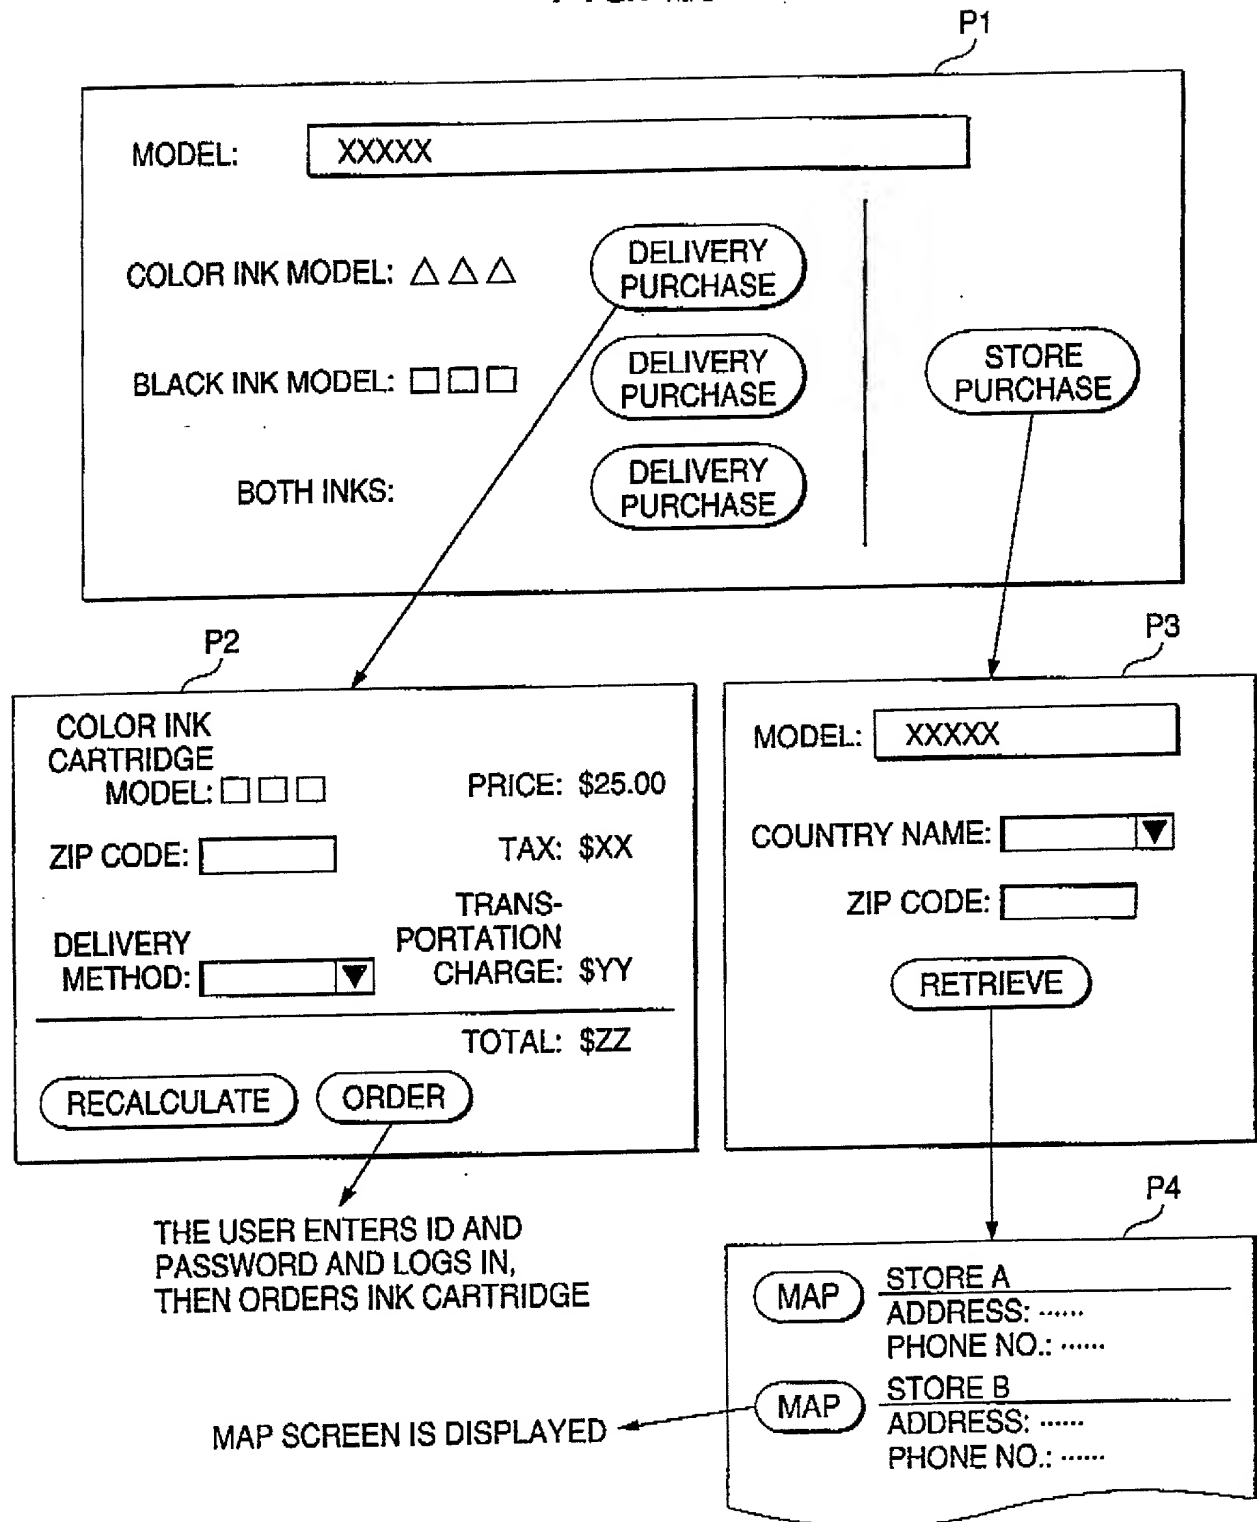 P1
MODEL: XXXXX
COLOR INK MODEL: △ △ △
DELIVERY
PURCHASE
BLACK INK MODEL: □ □ □
DELIVERY
PURCHASE
BOTH INKS:
DELIVERY
PURCHASE
STORE
PURCHASE
P2
COLOR INK
CARTRIDGE
MODEL: □ □ □
PRICE: $25.00
ZIP CODE:
TAX: $XX
DELIVERY
METHOD: ▼
TRANS-
PORTATION
CHARGE: $YY
TOTAL: $ZZ
RECALCULATE
ORDER
THE USER ENTERS ID AND
PASSWORD AND LOGS IN,
THEN ORDERS INK CARTRIDGE
P3
MODEL: XXXXX
COUNTRY NAME: ▼
ZIP CODE:
RETRIEVE
P4
MAP
STORE A
ADDRESS: ······
PHONE NO.: ······
MAP
STORE B
ADDRESS: ······
PHONE NO.: ······
MAP SCREEN IS DISPLAYED